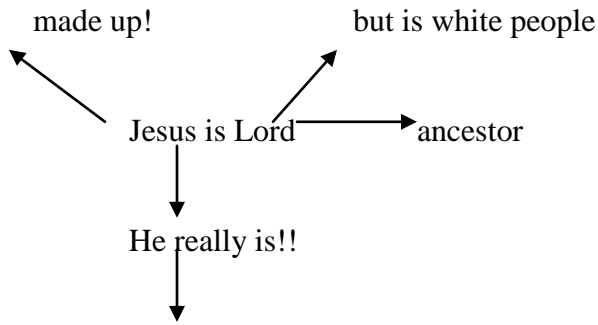 made up!
but is white people
Jesus is Lord
ancestor
He really is!!